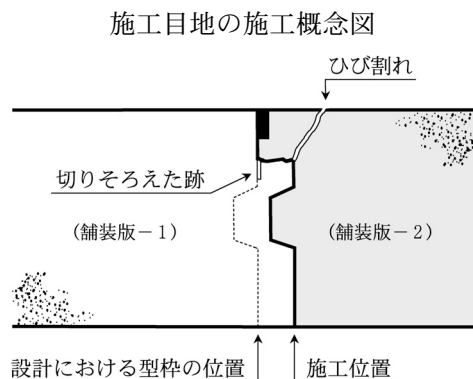 施工目地の施工概念図
ひび割れ
切りそろえた跡
(舗装版－1)
(舗装版－2)
設計における型枠の位置
施工位置